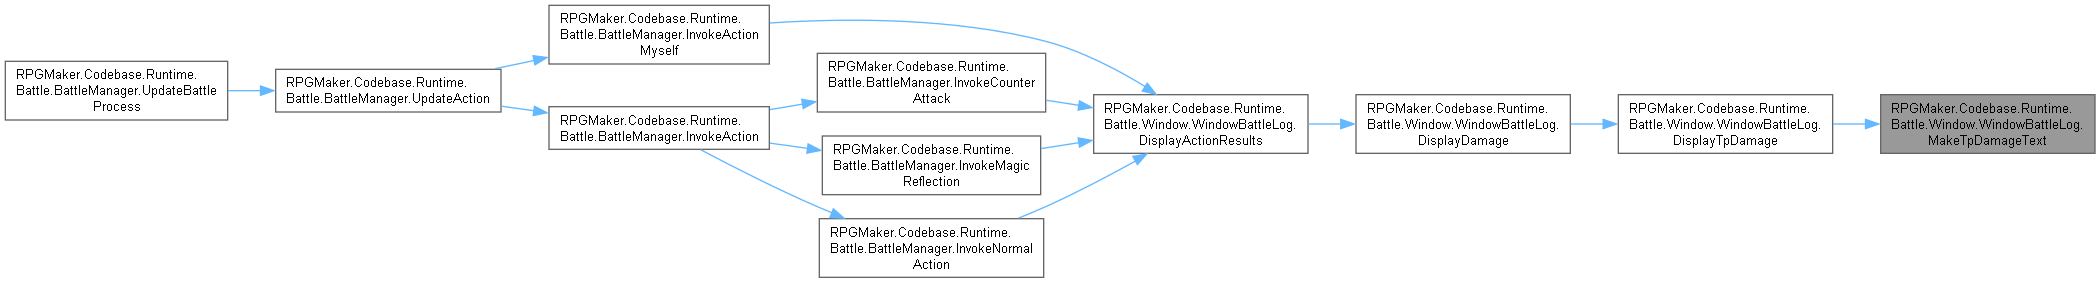 RPGMaker.Codebase.Runtime.
Battle.BattleManager.UpdateBattle
Process
RPGMaker.Codebase.Runtime.
Battle.BattleManager.UpdateAction
RPGMaker.Codebase.Runtime.
Battle.BattleManager.InvokeAction
Myself
RPGMaker.Codebase.Runtime.
Battle.BattleManager.InvokeAction
RPGMaker.Codebase.Runtime.
Battle.BattleManager.InvokeCounter
Attack
RPGMaker.Codebase.Runtime.
Battle.BattleManager.InvokeMagic
Reflection
RPGMaker.Codebase.Runtime.
Battle.BattleManager.InvokeNormal
Action
RPGMaker.Codebase.Runtime.
Battle.Window.WindowBattleLog.
DisplayActionResults
RPGMaker.Codebase.Runtime.
Battle.Window.WindowBattleLog.
DisplayDamage
RPGMaker.Codebase.Runtime.
Battle.Window.WindowBattleLog.
DisplayTpDamage
RPGMaker.Codebase.Runtime.
Battle.Window.WindowBattleLog.
MakeTpDamageText